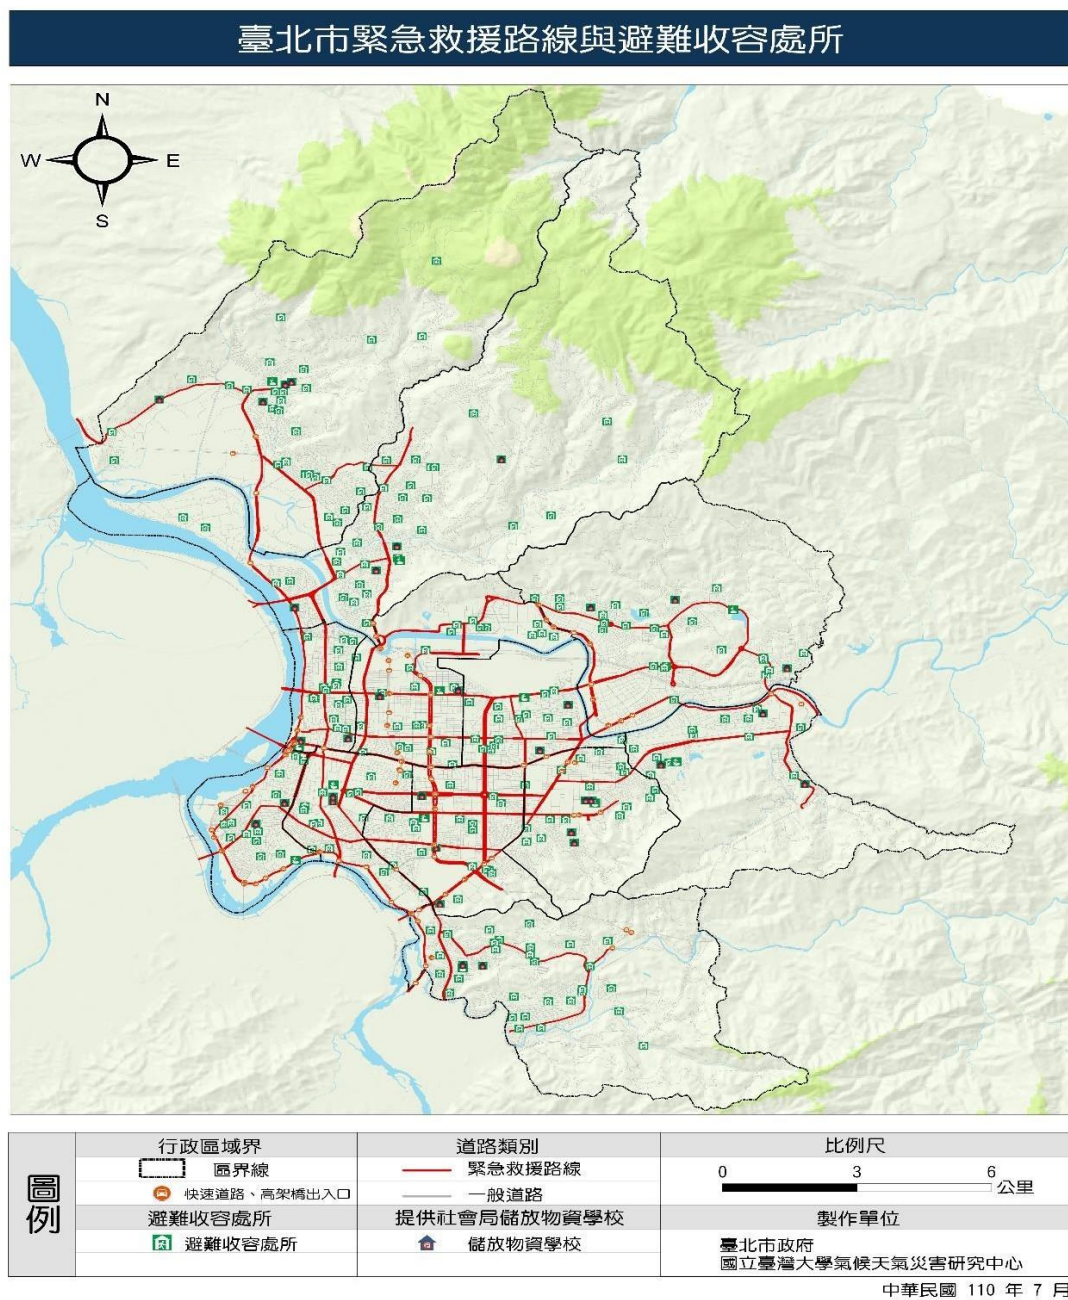 臺北市緊急救援路線與避難收容處所
N
W E
S
圖例
行政區域界
區界線
快速道路、高架橋出入口
避難收容處所
避難收容處所
道路類別
緊急救援路線
一般道路
提供社會局儲放物資學校
儲放物資學校
比例尺
0 3 6 公里
製作單位
臺北市政府
國立臺灣大學氣候天氣災害研究中心
中華民國 110 年 7 月